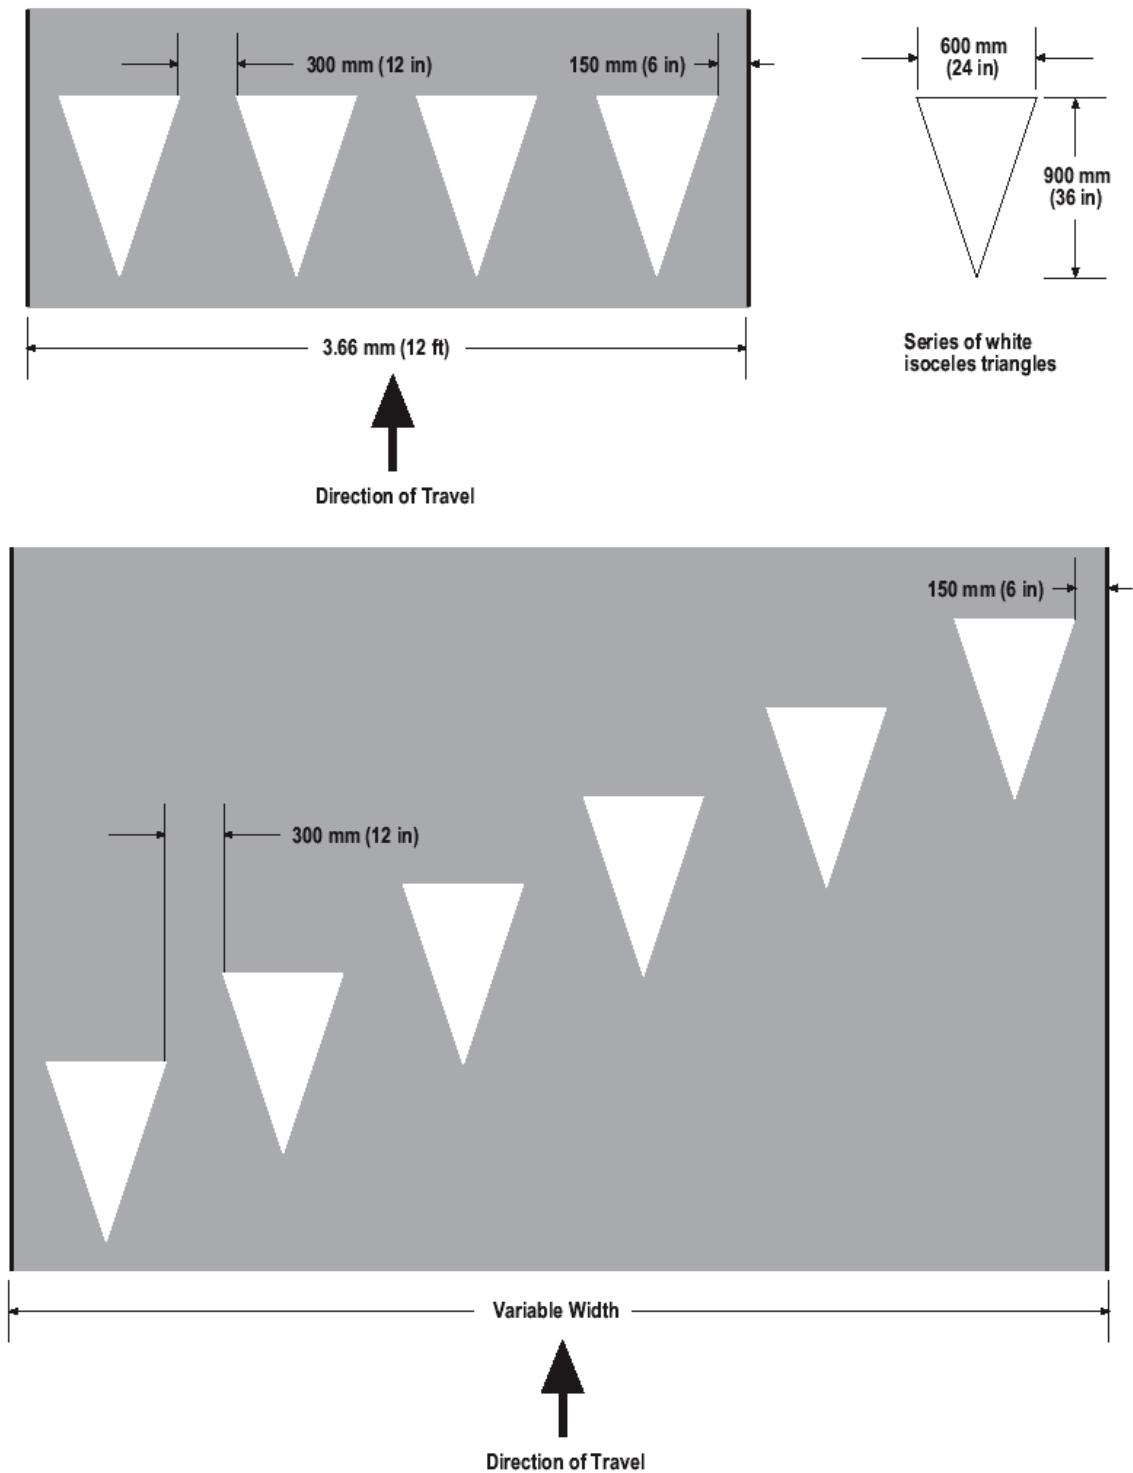 300 mm (12 in)
150 mm (6 in)
600 mm
(24 in)
900 mm
(36 in)
3.66 mm (12 ft)
Series of white
isoceles triangles
Direction of Travel
150 mm (6 in)
300 mm (12 in)
Variable Width
Direction of Travel